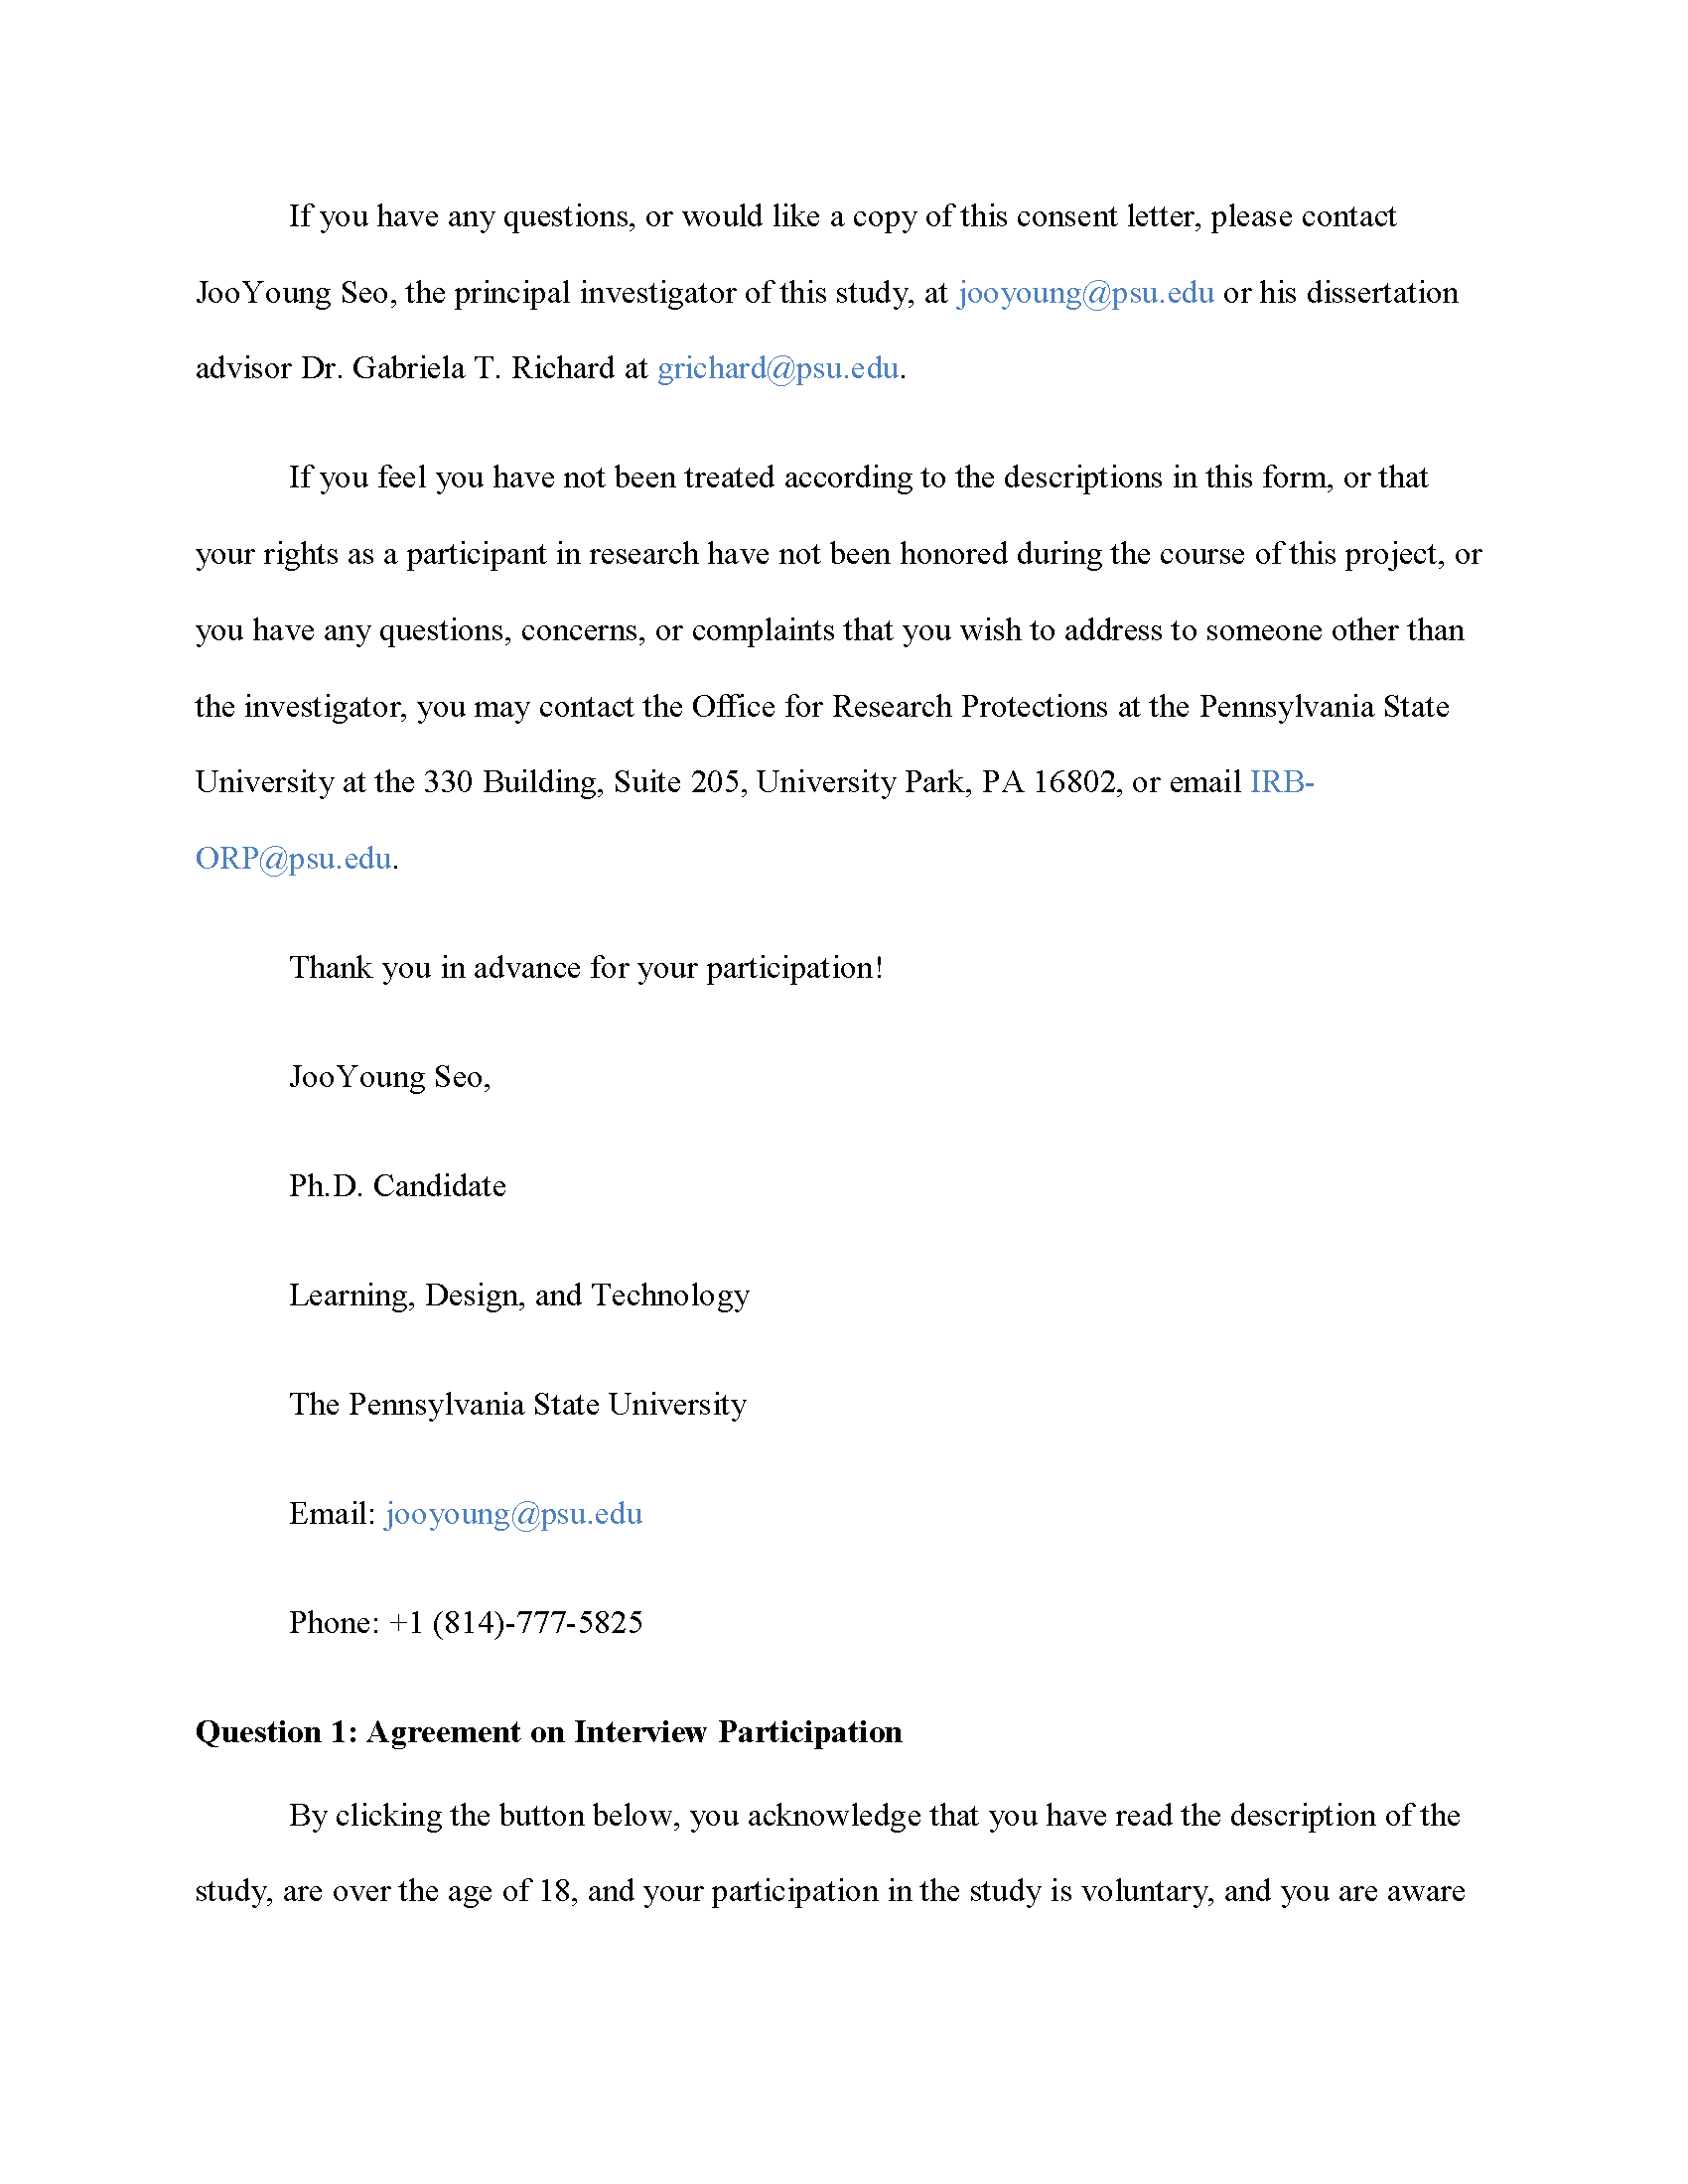 If you have any questions, or would like a copy of this consent letter, please contact
JooYoung Seo, the principal investigator of this study, at jooyoung@psu.edu or his dissertation
advisor Dr. Gabriela T. Richard at grichard@psu.edu.
If you feel you have not been treated according to the descriptions in this form, or that
your rights as a participant in research have not been honored during the course of this project, or
you have any questions, concerns, or complaints that you wish to address to someone other than
the investigator, you may contact the Office for Research Protections at the Pennsylvania State
University at the 330 Building, Suite 205, University Park, PA 16802, or email IRB-
ORP@psu.edu.
Thank you in advance for your participation!
JooYoung Seo,
Ph.D. Candidate
Learning, Design, and Technology
The Pennsylvania State University
Email: jooyoung@psu.edu
Phone: +1 (814)-777-5825
Question 1: Agreement on Interview Participation
By clicking the button below, you acknowledge that you have read the description of the
study, are over the age of 18, and your participation in the study is voluntary, and you are aware